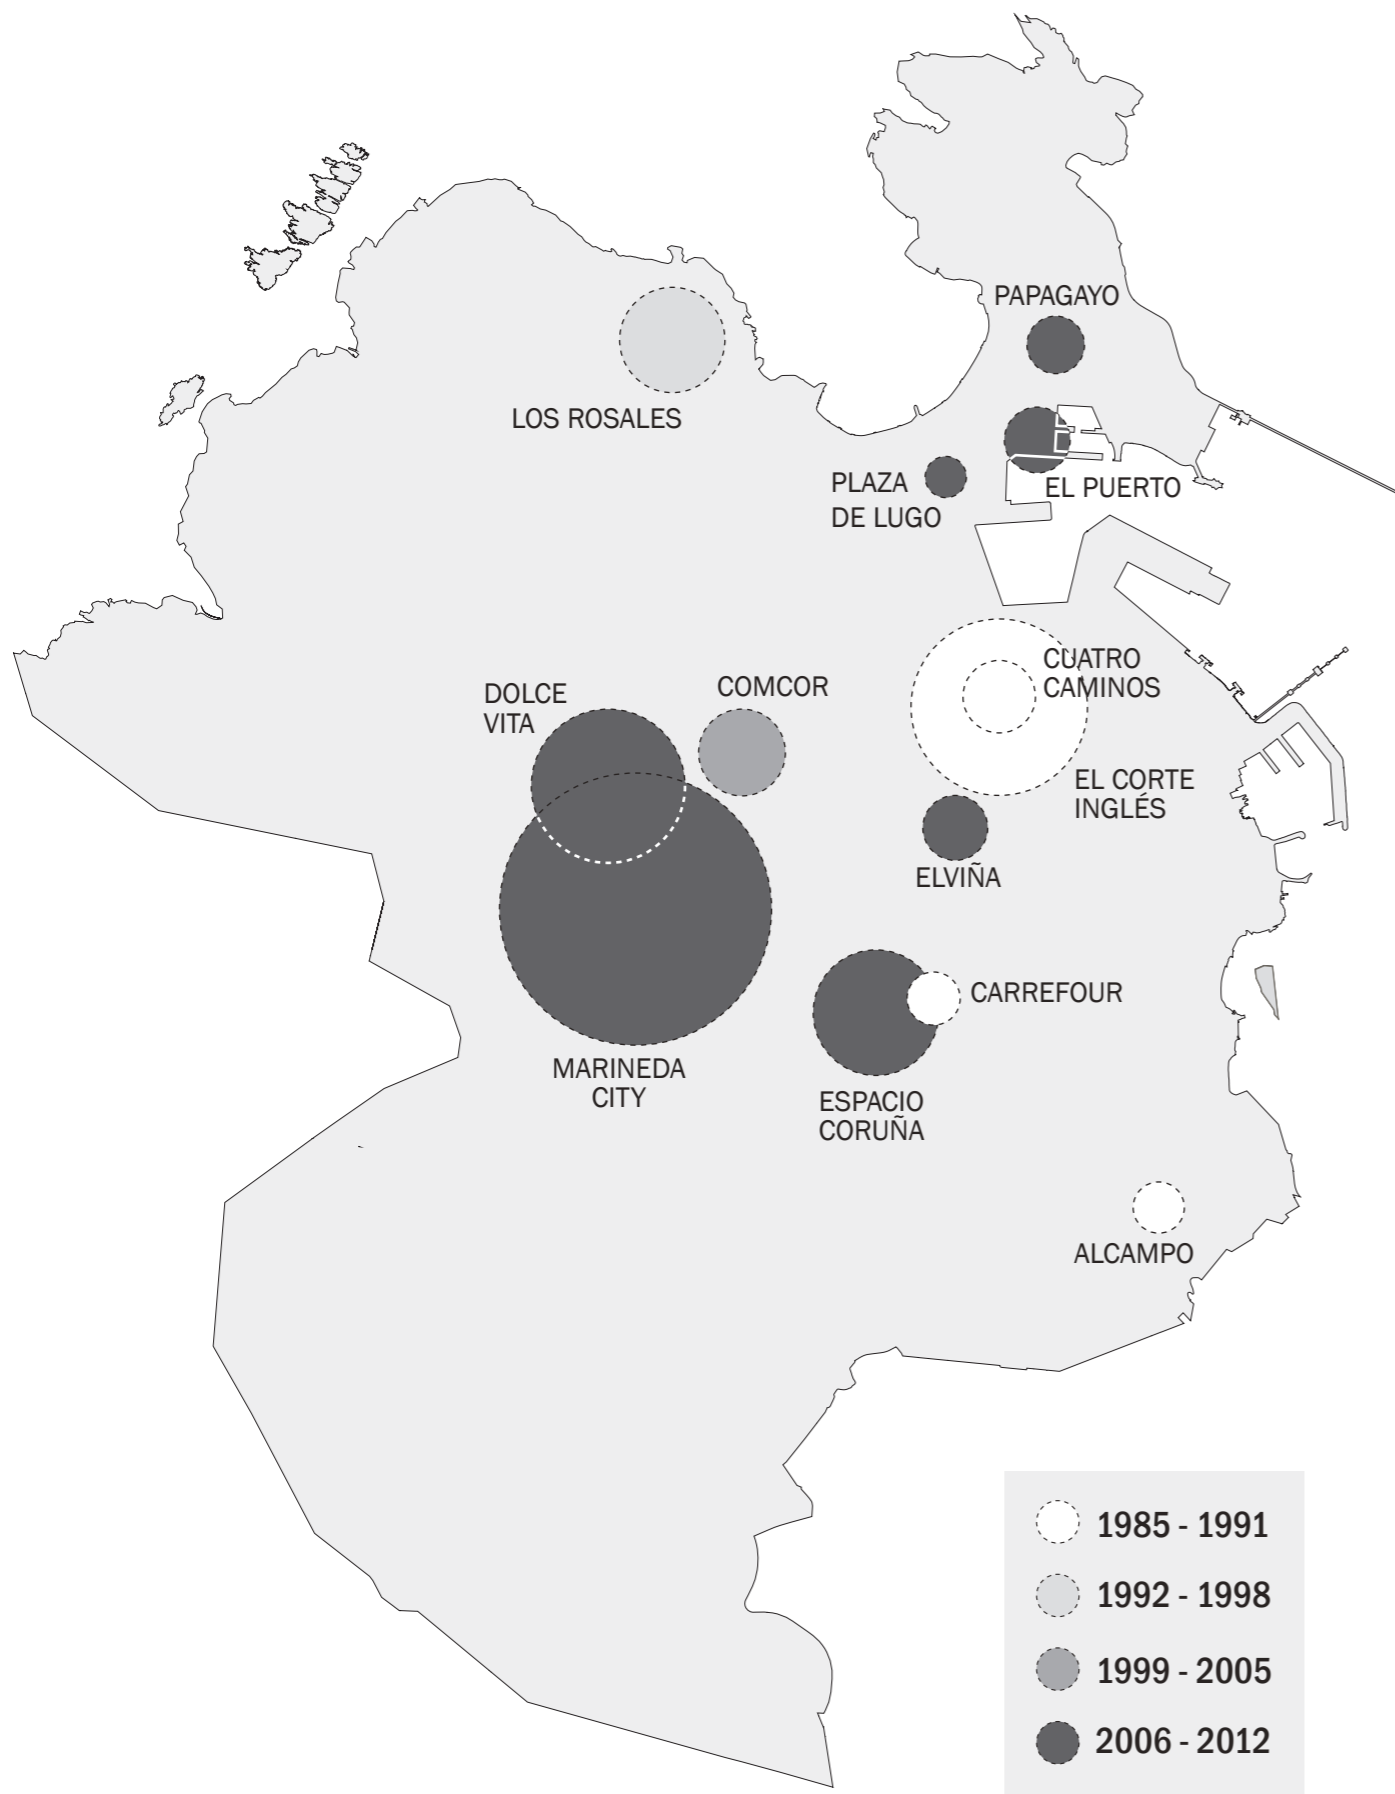 PAPAGAYO
LOS ROSALES
PLAZA
DE LUGO
EL PUERTO
CUATRO
CAMINOS
DOLCE
VITA
COMCOR
EL CORTE
INGLÉS
ELVIÑA
CARREFOUR
MARINEDA
CITY
ESPACIO
CORUÑA
ALCAMPO
1985 - 1991
1992 - 1998
1999 - 2005
2006 - 2012